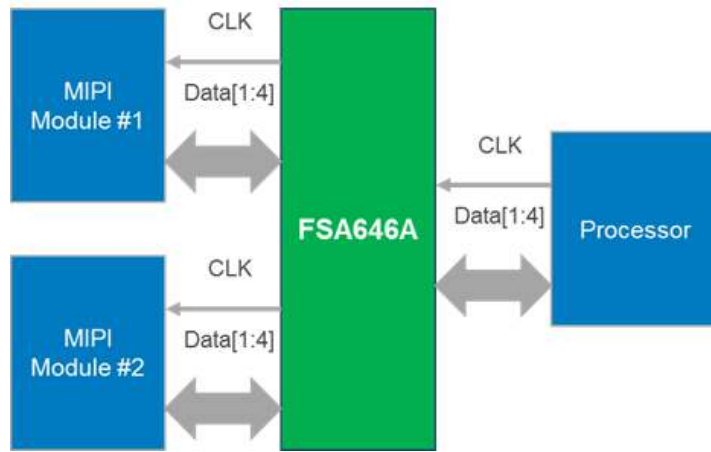 CLK
MIPI
Module #1
Data[1:4]
FSA646A
CLK
Data[1:4]
Processor
CLK
MIPI
Module #2
Data[1:4]